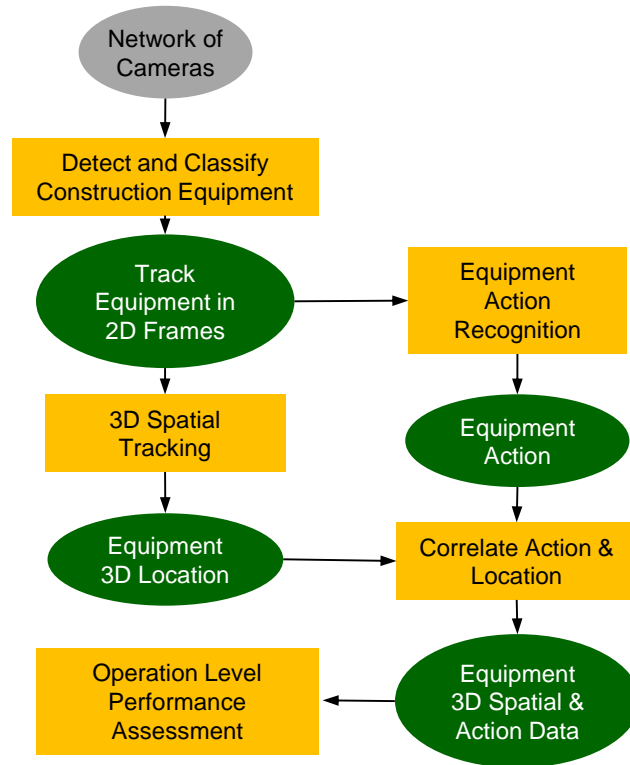 Network of
Cameras
Detect and Classify
Construction Equipment
Track
Equipment in
2D Frames
Equipment
Action
Recognition
3D Spatial
Tracking
Equipment
Action
Equipment
3D Location
Correlate Action &
Location
Operation Level
Performance
Assessment
Equipment
3D Spatial &
Action Data